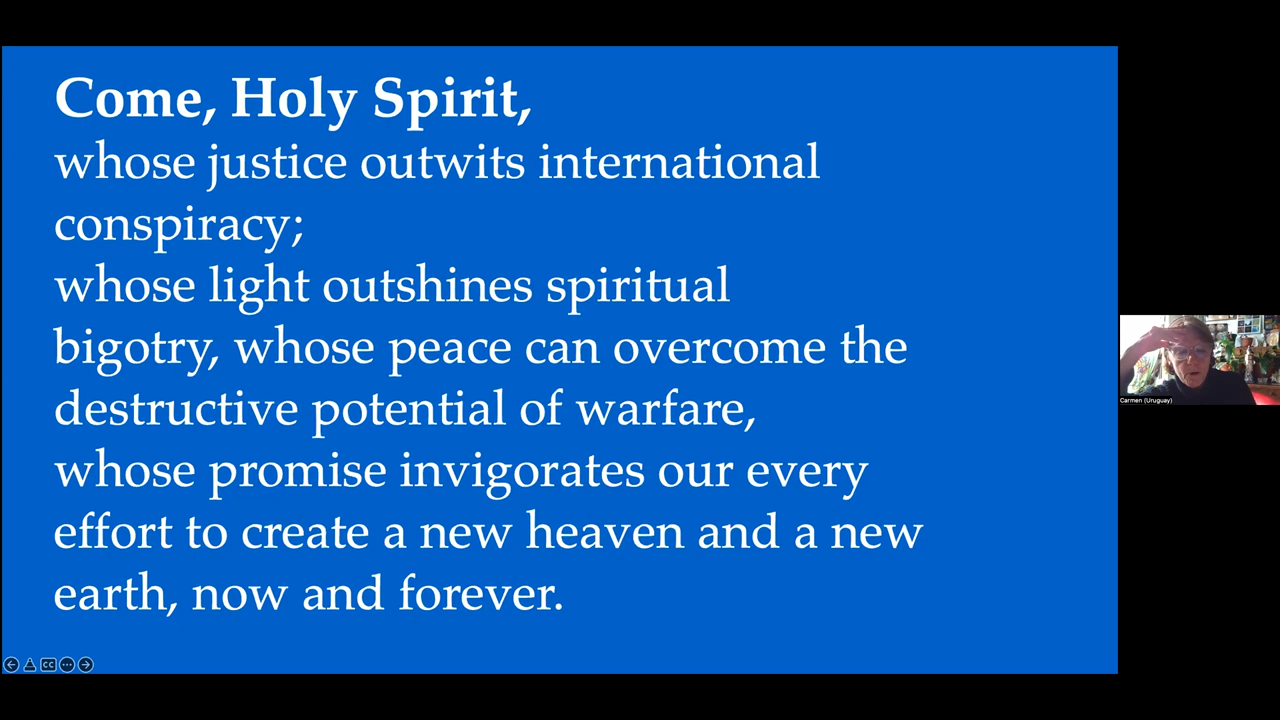 Come, Holy Spirit,
whose justice outwits international
conspiracy;
whose light outshines spiritual
bigotry, whose peace can overcome the
destructive potential of warfare,
whose promise invigorates our every
effort to create a new heaven and a new
earth, now and forever.
Carmen (Uruguay)
CC